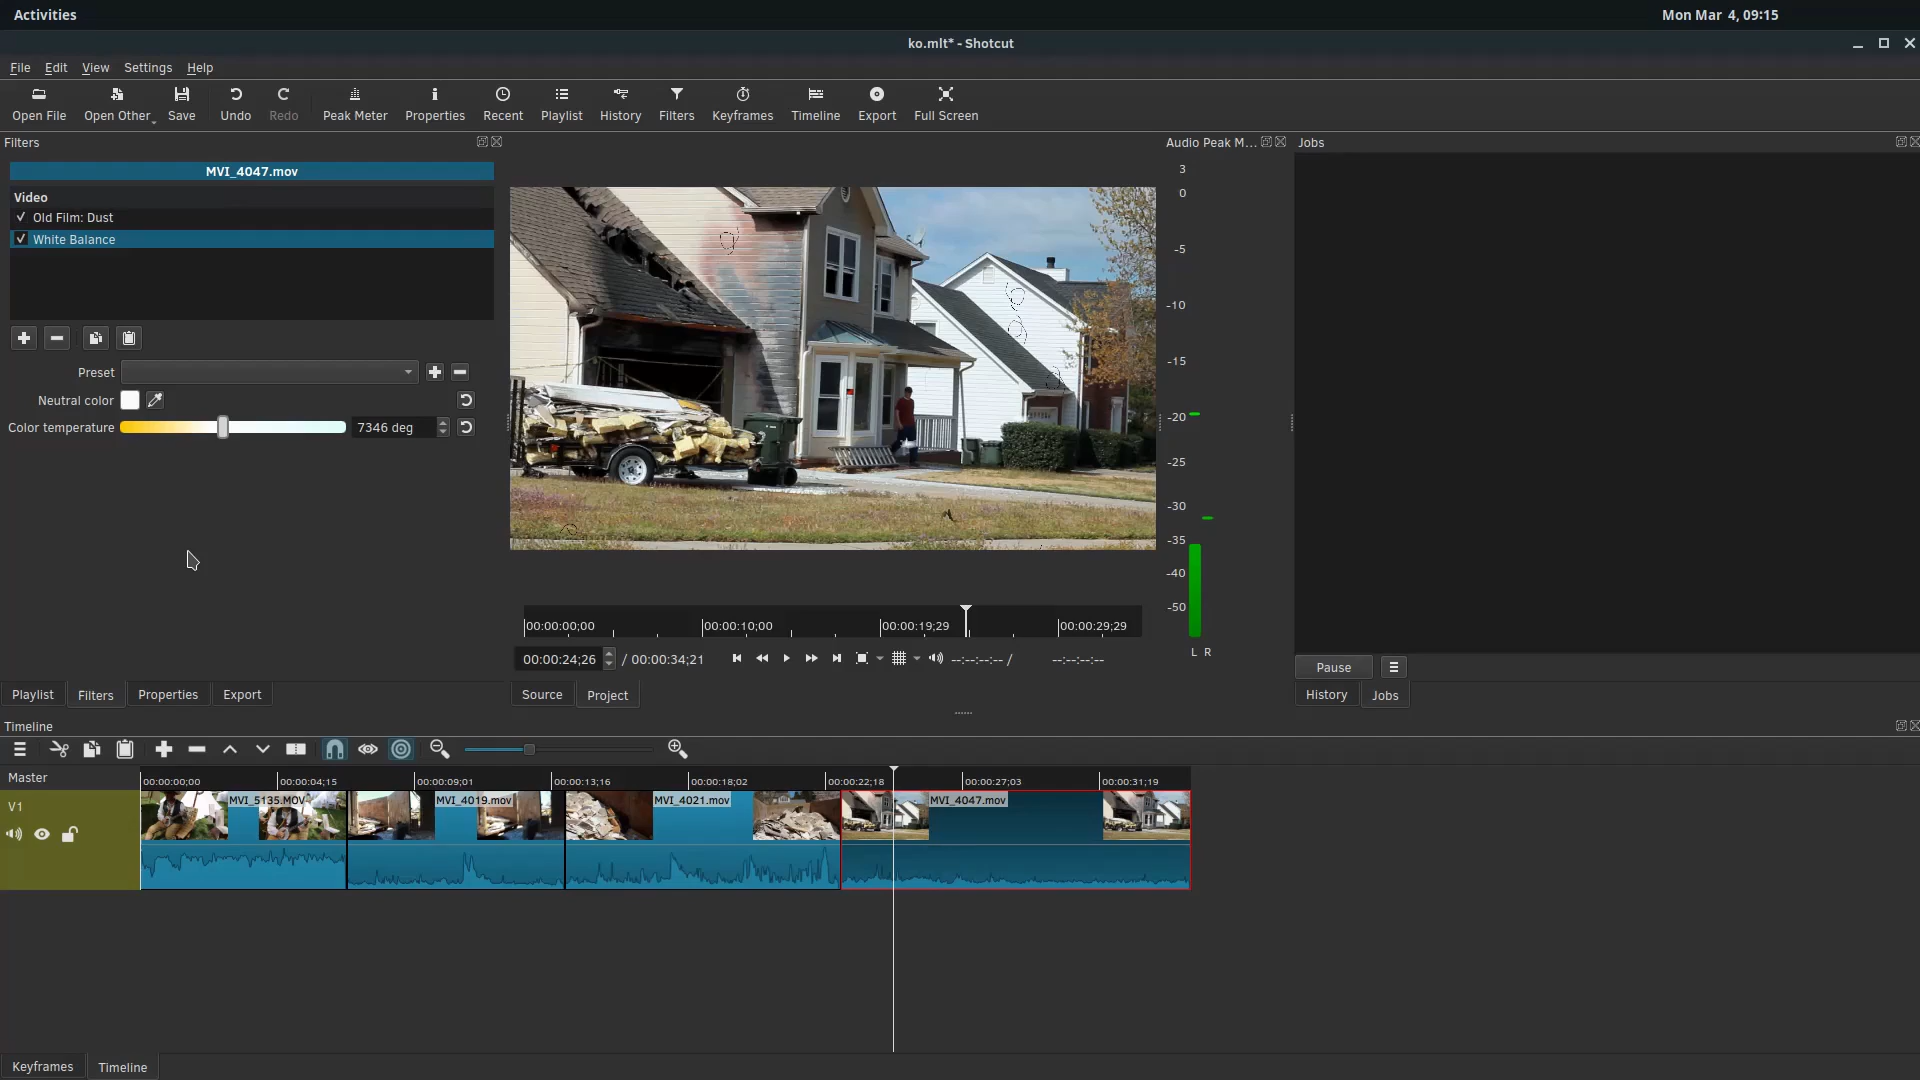 Activities
Mon Mar 4, 09:15
ko.mlt* - Shotcut
File Edit View Settings Help
Open File Open Other Save Undo Redo Peak Meter Properties Recent Playlist History Filters Keyframes Timeline Export Full Screen
Filters
Audio Peak M...
Jobs
MVI_4047.mov
Video
Old Film: Dust
White Balance
Preset
Neutral color
Color temperature 7346 deg
3
0
-5
-10
-15
-20
-25
-30
-35
-40
-50
L R
00:00:00;00 00:00:10;00 00:00:19;29 00:00:29;29
00:00:24;26 / 00:00:34;21 --:--:--:-- / --:--:--:--
Pause
Playlist Filters Properties Export
Source Project
History Jobs
Timeline
Master
00:00:00;00 00:00:04;15 00:00:09;01 00:00:13;16 00:00:18;02 00:00:22;18 00:00:27;03 00:00:31;19
V1
MVI_5135.MOV MVI_4019.mov MVI_4021.mov MVI_4047.mov
Keyframes Timeline